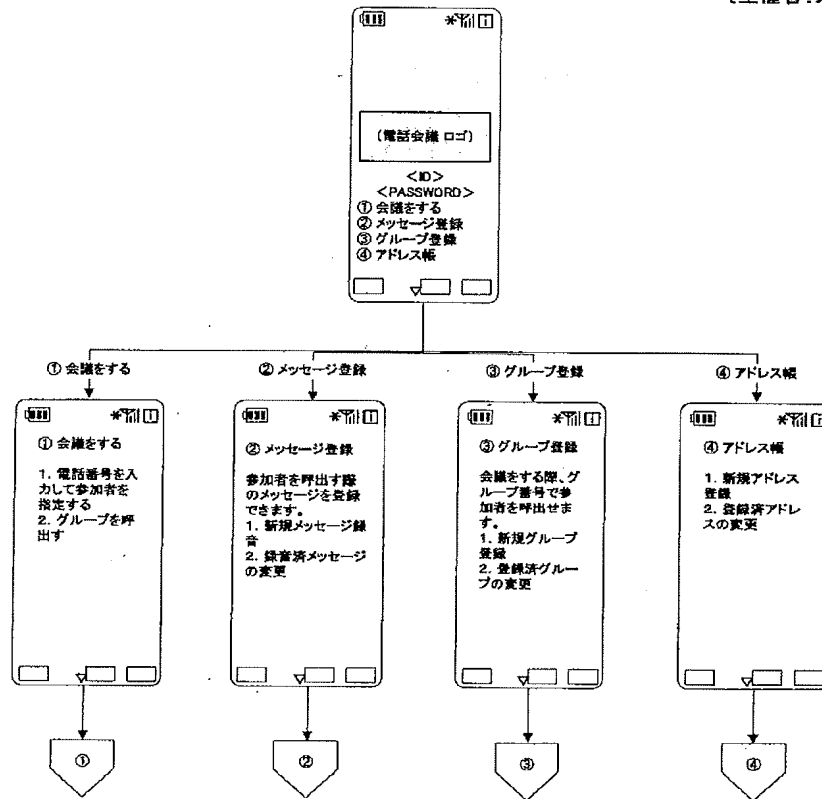 (電話会議 ロゴ)
<ID>
<PASSWORD>
① 会議をする
② メッセージ登録
③ グループ登録
④ アドレス帳
① 会議をする
② メッセージ登録
③ グループ登録
④ アドレス帳
① 会議をする
1. 電話番号を入
力して参加者を
指定する
2. グループを呼
出す
② メッセージ登録
参加者を呼出す際
のメッセージを登録
できます。
1. 新規メッセージ録
音
2. 録音済メッセージ
の変更
③ グループ登録
会議をする際、グ
ループ番号で参
加者を呼出せま
す。
1. 新規グループ
登録
2. 登録済グルー
プの変更
④ アドレス帳
1. 新規アドレス
登録
2. 登録済アドレ
スの変更
①
②
③
④